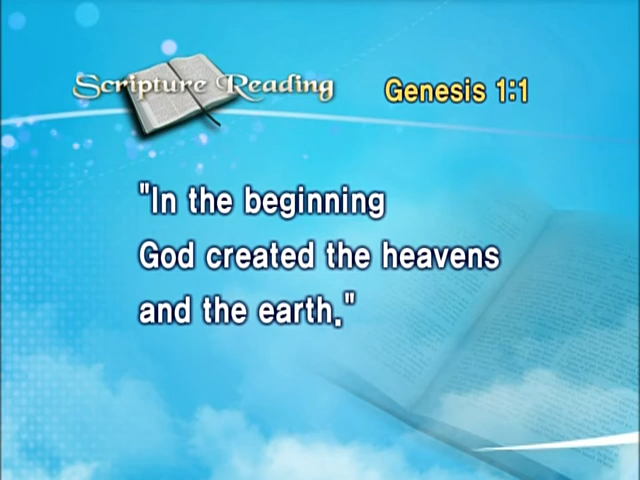 Scripture Reading Genesis 1:1
"In the beginning
God created the heavens
and the earth."